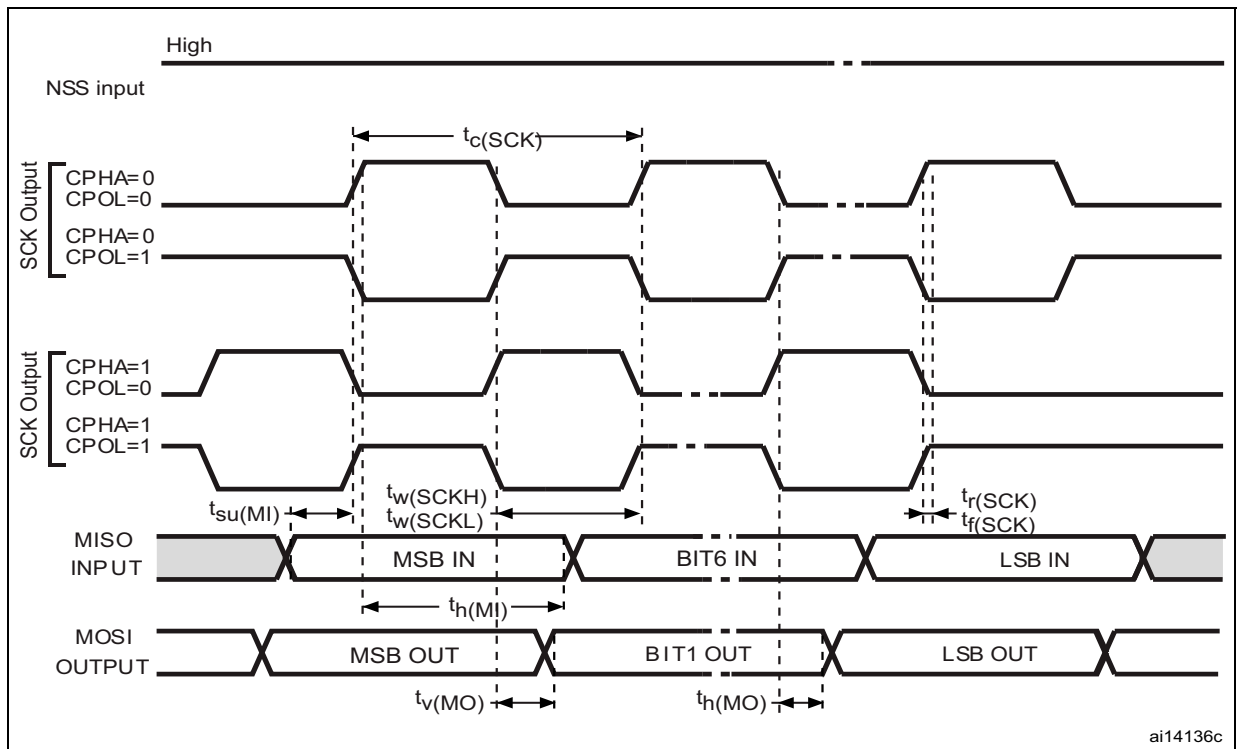 High
NSS input
tc(SCK)
SCK Output
CPHA=0
CPOL=0
CPHA=0
CPOL=1
SCK Output
CPHA=1
CPOL=0
CPHA=1
CPOL=1
tsu(MI)
tw(SCKH)
tw(SCKL)
tr(SCK)
tf(SCK)
MISO
INPUT
MSB IN
BIT6 IN
LSB IN
th(MI)
MOSI
OUTPUT
MSB OUT
BIT1 OUT
LSB OUT
tv(MO)
th(MO)
ai14136c